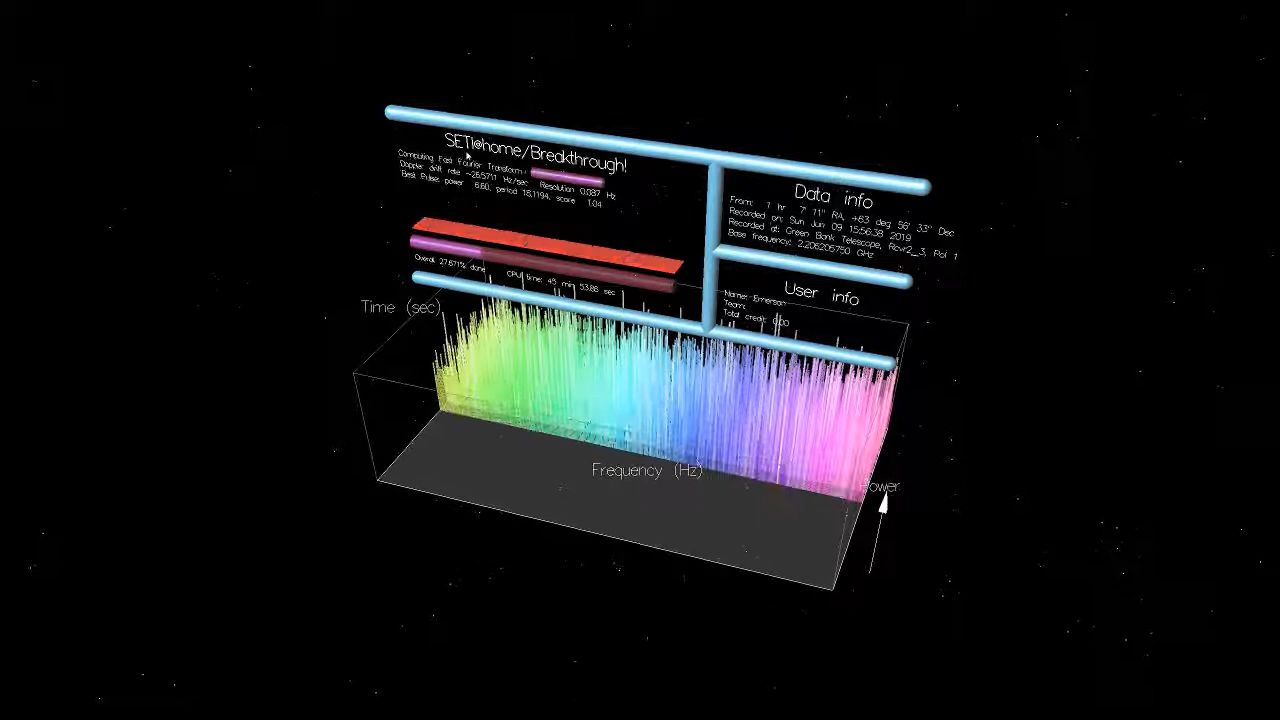 SETI@home/Breakthrough!
Computing Fast Fourier Transform
Doppler drift rate -26.5711 Hz/sec Resolution 0.087 Hz
Best Pulse: power 6.60, period 18.1194, score 1.04
Overall 27.671% done CPU time: 45 min 53.86 sec
Data info
From: 1 hr 7' 11" RA, +63 deg 56' 33" Dec
Recorded on: Sun Jun 09 15:56:38 2019
Recorded at: Green Bank Telescope, Rcvr2_3, Pol 1
Base frequency: 2.206205750 GHz
User info
Name: Emerson
Team:
Total credit: 0.00
Time (sec)
Frequency (Hz)
Power